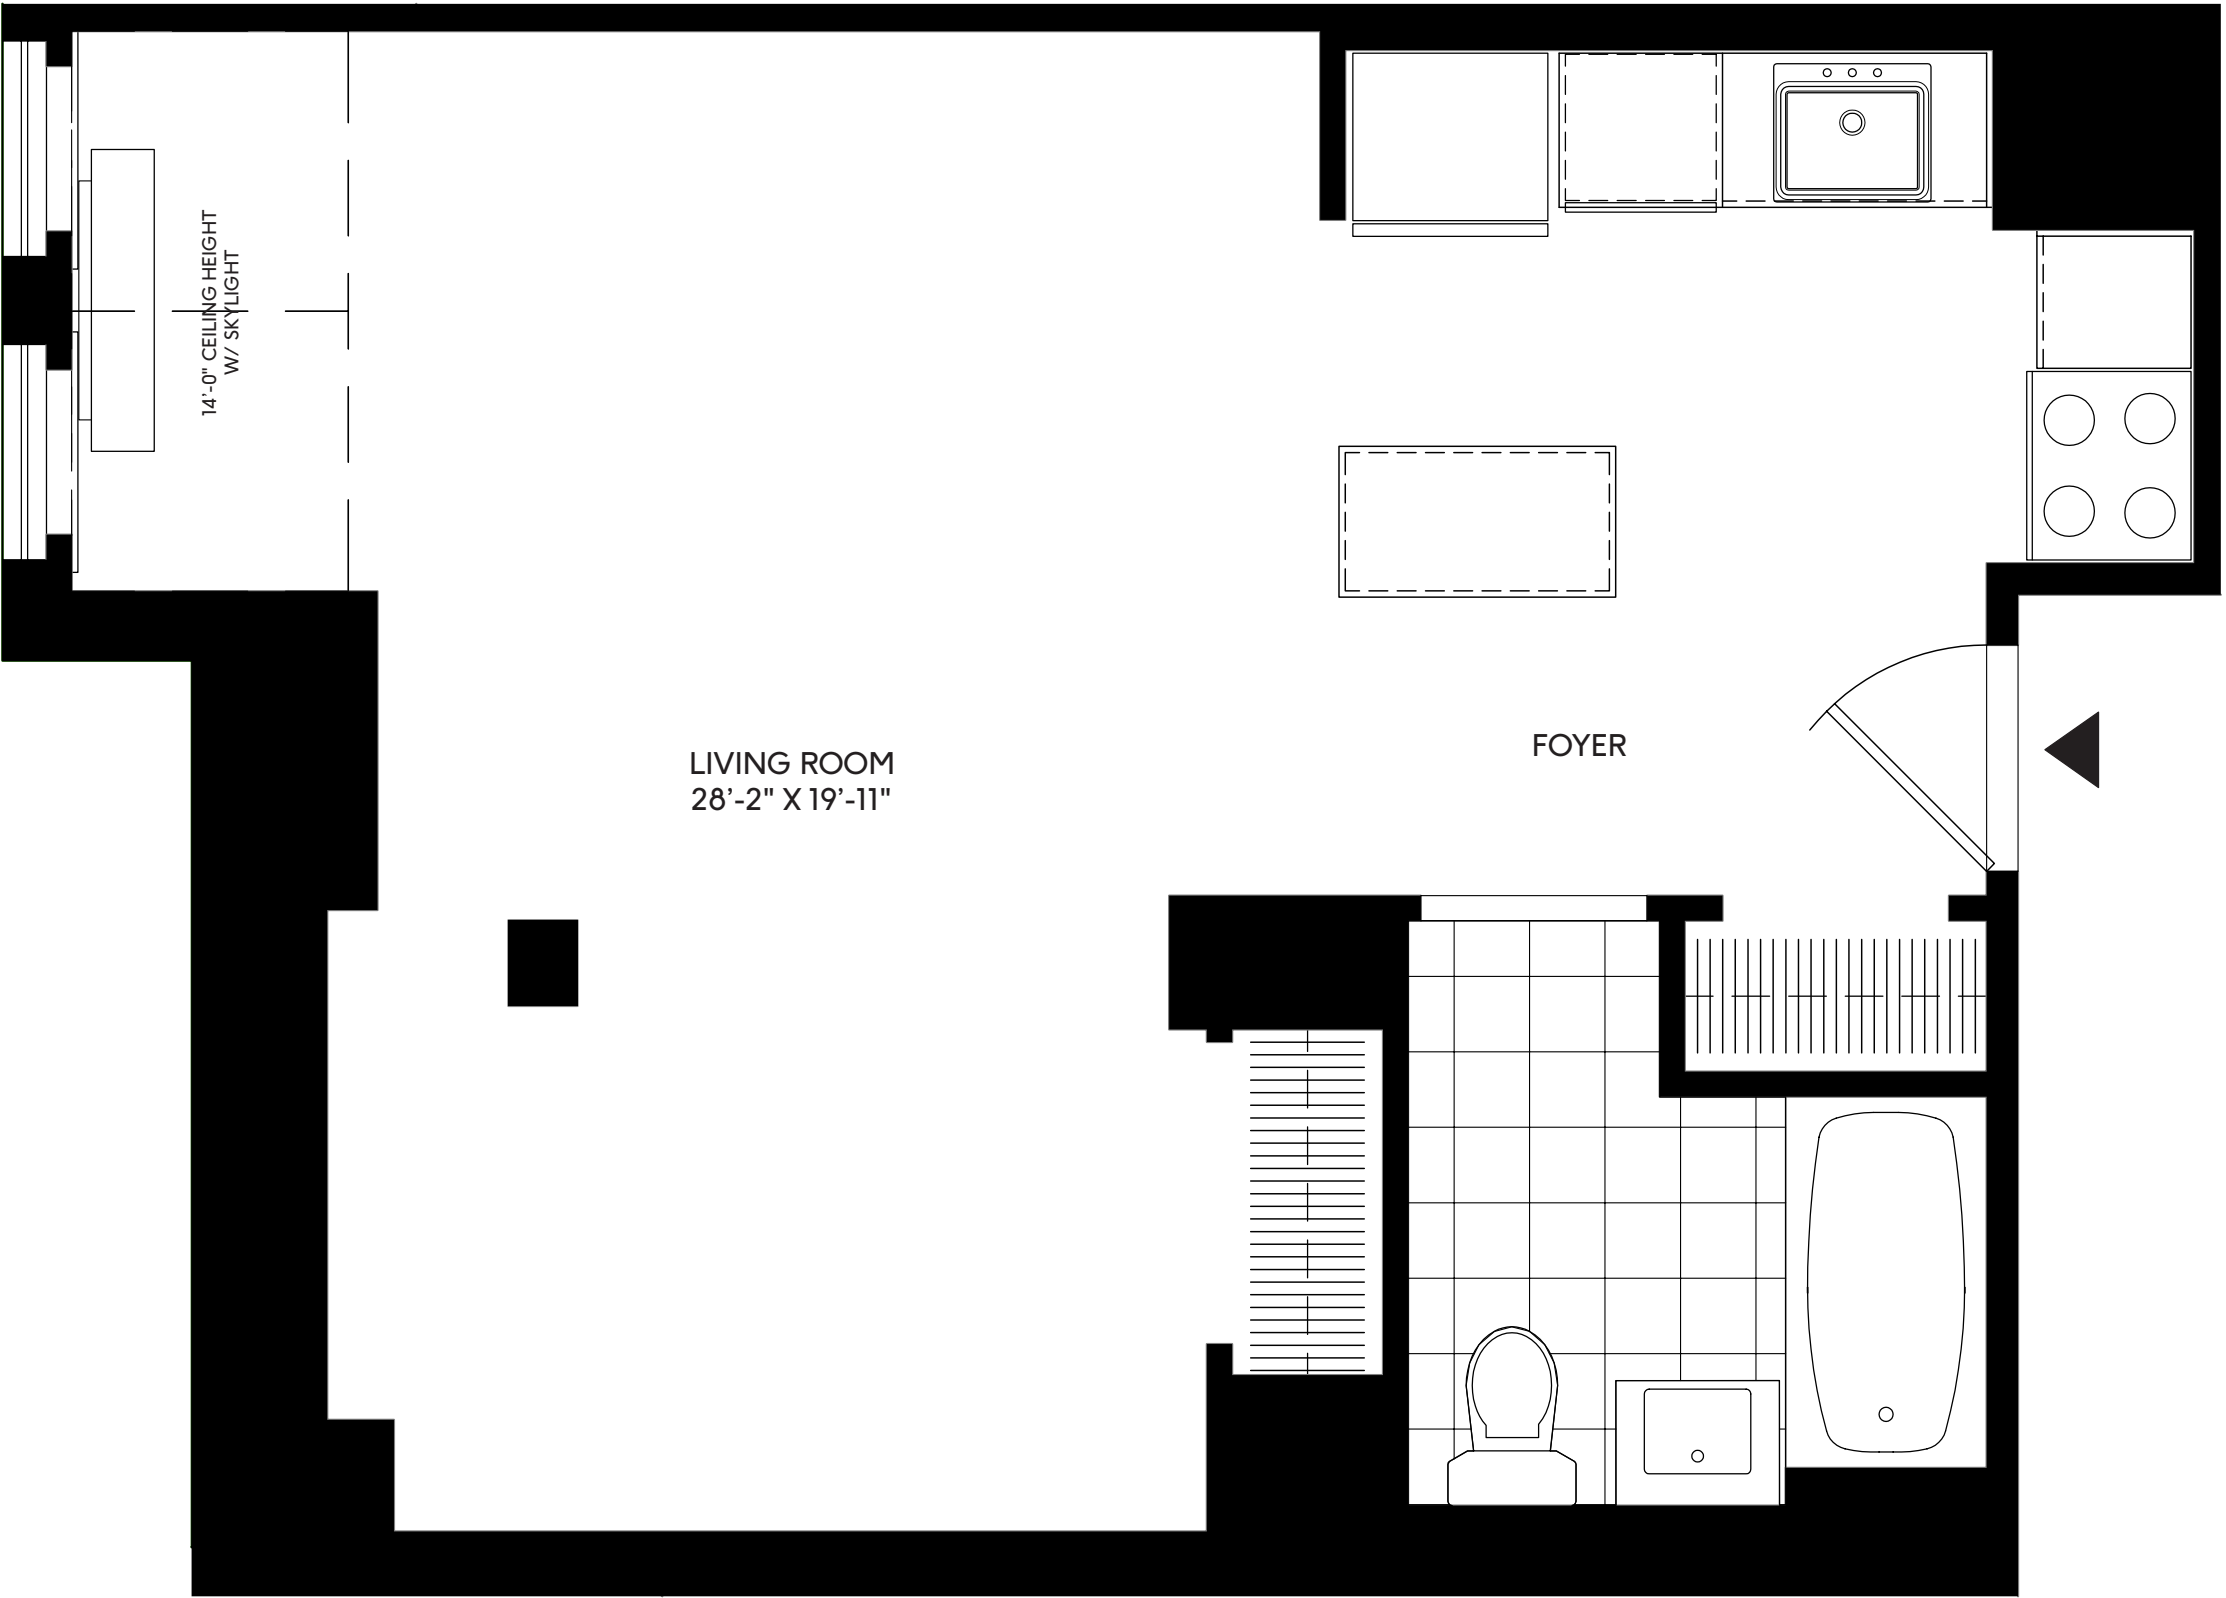 14'-0" CEILING HEIGHT
W/ SKYLIGHT
LIVING ROOM
28'-2" X 19'-11"
FOYER